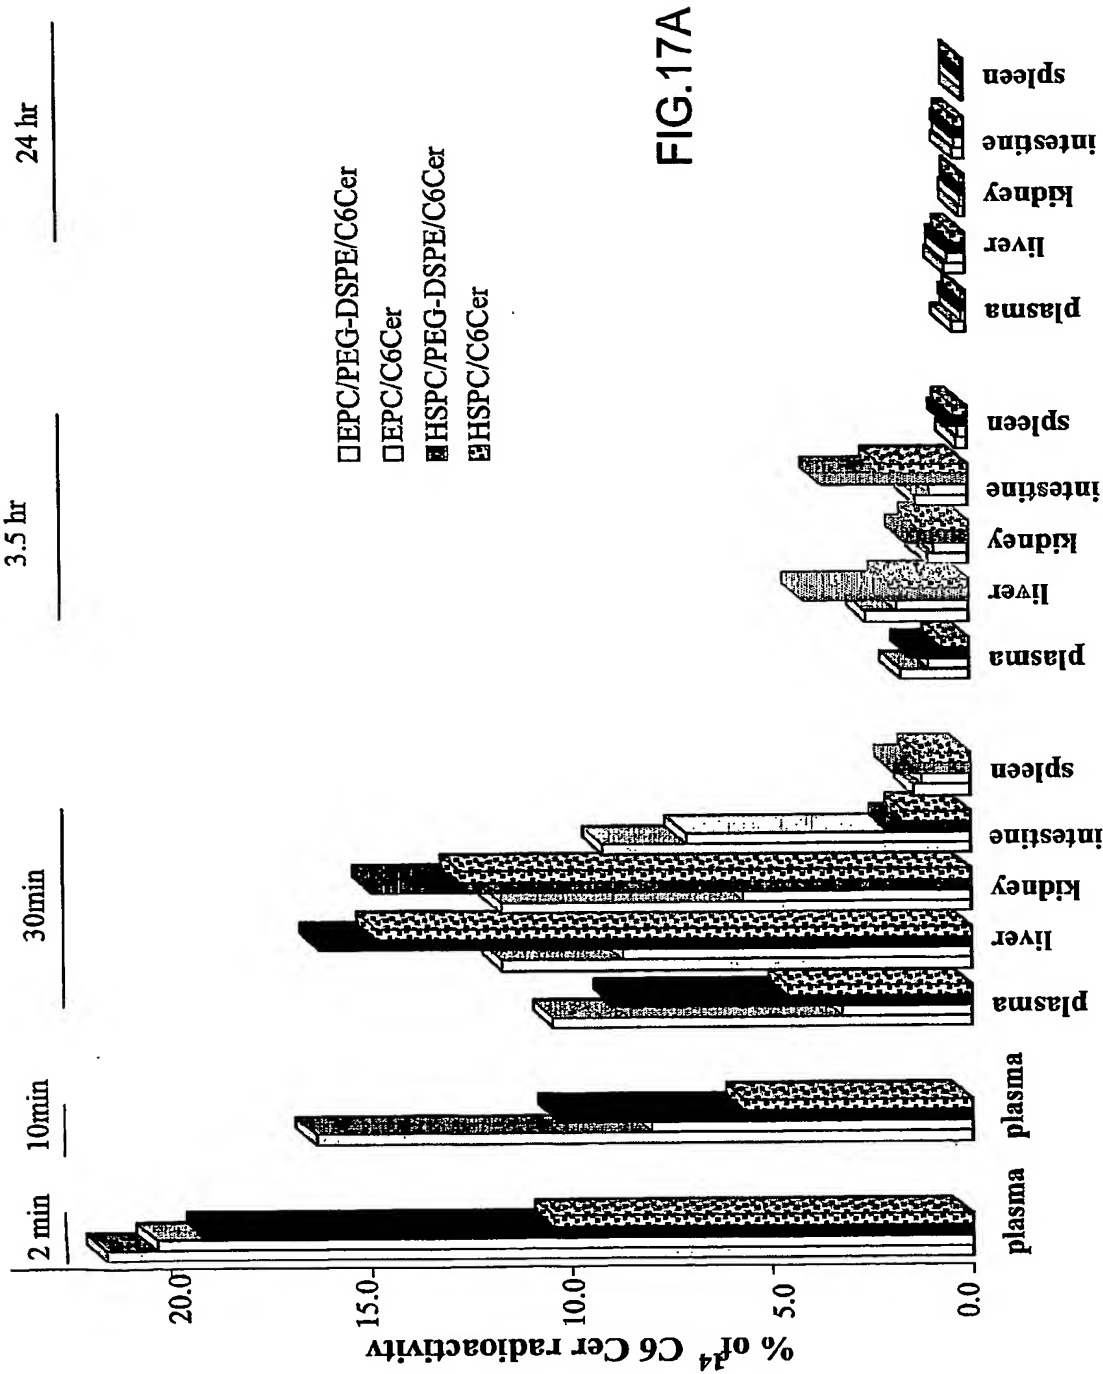 2 min
10min
30min
3.5 hr
24 hr
% of 14 C6 Cer radioactivity
20.0
15.0
10.0
5.0
0.0
EPC/PEG-DSPE/C6Cer
EPC/C6Cer
HSPC/PEG-DSPE/C6Cer
HSPC/C6Cer
plasma
plasma
plasma
liver
kidney
intestine
spleen
plasma
liver
kidney
intestine
spleen
plasma
liver
kidney
intestine
spleen
FIG.17A